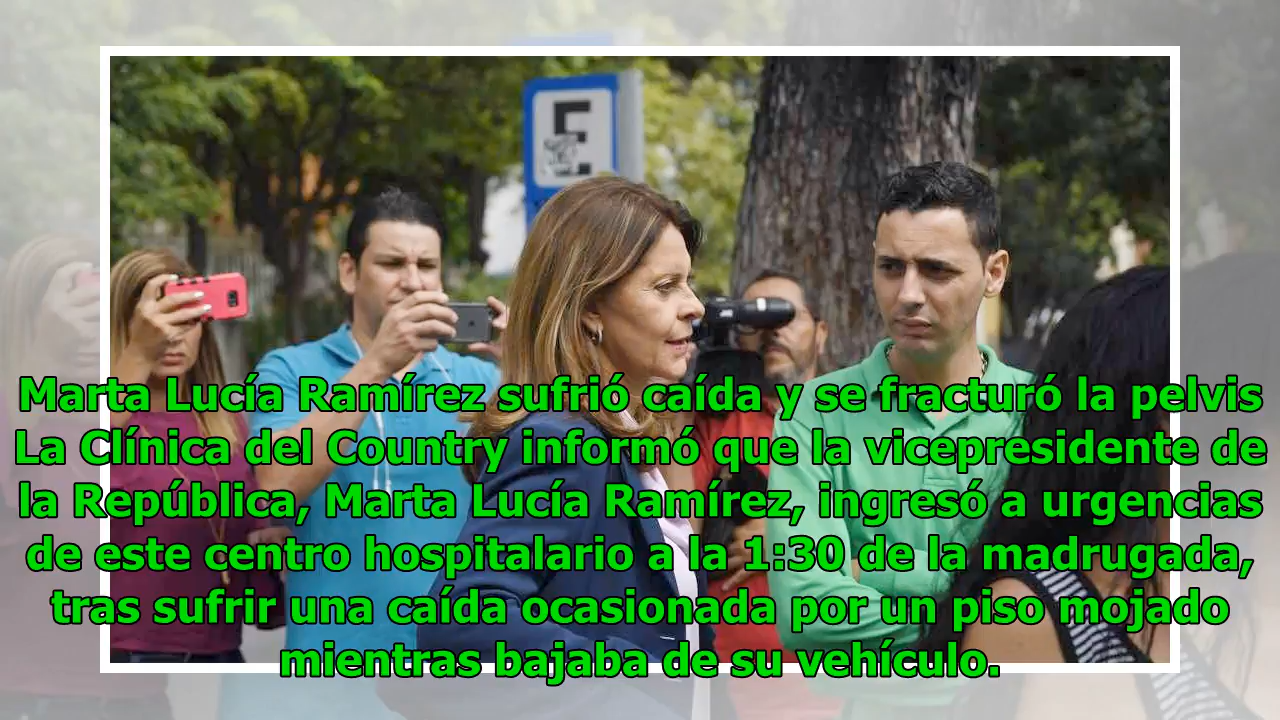 E
Marta Lucía Ramírez sufrió caída y se fracturó la pelvis
La Clínica del Country informó que la vicepresidente de
la República, Marta Lucía Ramírez, ingresó a urgencias
de este centro hospitalario a la 1:30 de la madrugada,
tras sufrir una caída ocasionada por un piso mojado
mientras bajaba de su vehículo.